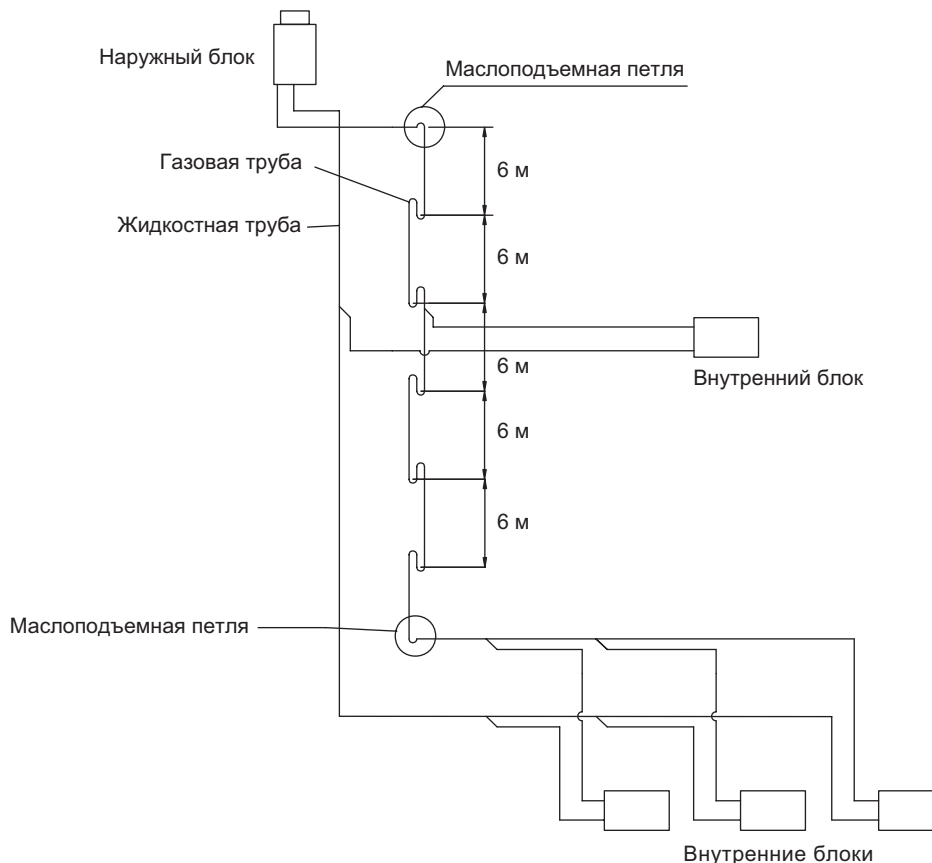 Наружный блок
Маслоподъемная петля
Газовая труба
6 м
Жидкостная труба
6 м
6 м
Внутренний блок
6 м
6 м
Маслоподъемная петля
Внутренние блоки